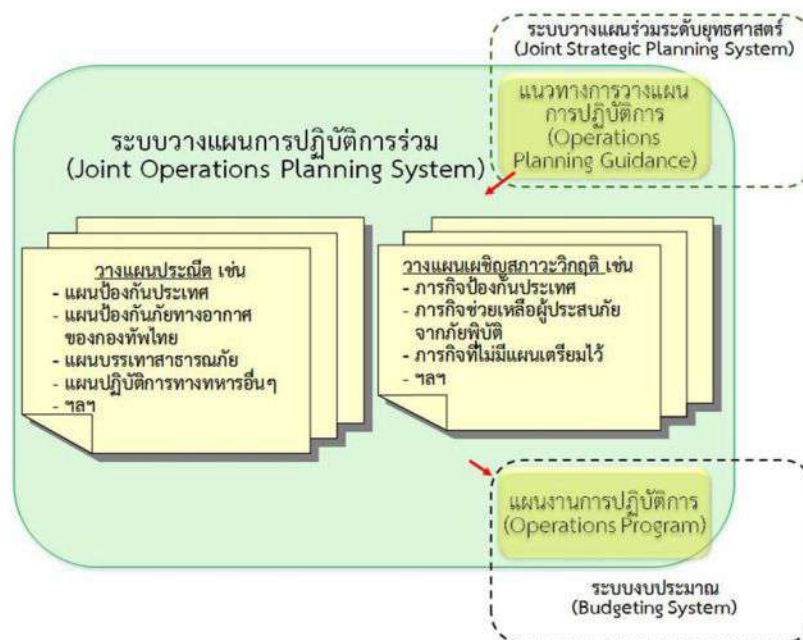 ระบบวางแผนร่วมระดับยุทธศาสตร์
(Joint Strategic Planning System)
แนวทางการวางแผน
การปฏิบัติการ
(Operations
Planning Guidance)
ระบบวางแผนการปฏิบัติการร่วม
(Joint Operations Planning System)
วางแผนประณีต เช่น
- แผนป้องกันประเทศ
- แผนป้องกันภัยทางอากาศ
ของกองทัพไทย
- แผนบรรเทาสาธารณภัย
- แผนปฏิบัติการทางทหารอื่นๆ
- ฯลฯ
วางแผนเผชิญสภาวะวิกฤติ เช่น
- ภารกิจป้องกันประเทศ
- ภารกิจช่วยเหลือผู้ประสบภัย
จากภัยพิบัติ
- ภารกิจที่ไม่มีแผนเตรียมไว้
- ฯลฯ
แผนงานการปฏิบัติการ
(Operations Program)
ระบบงบประมาณ
(Budgeting System)